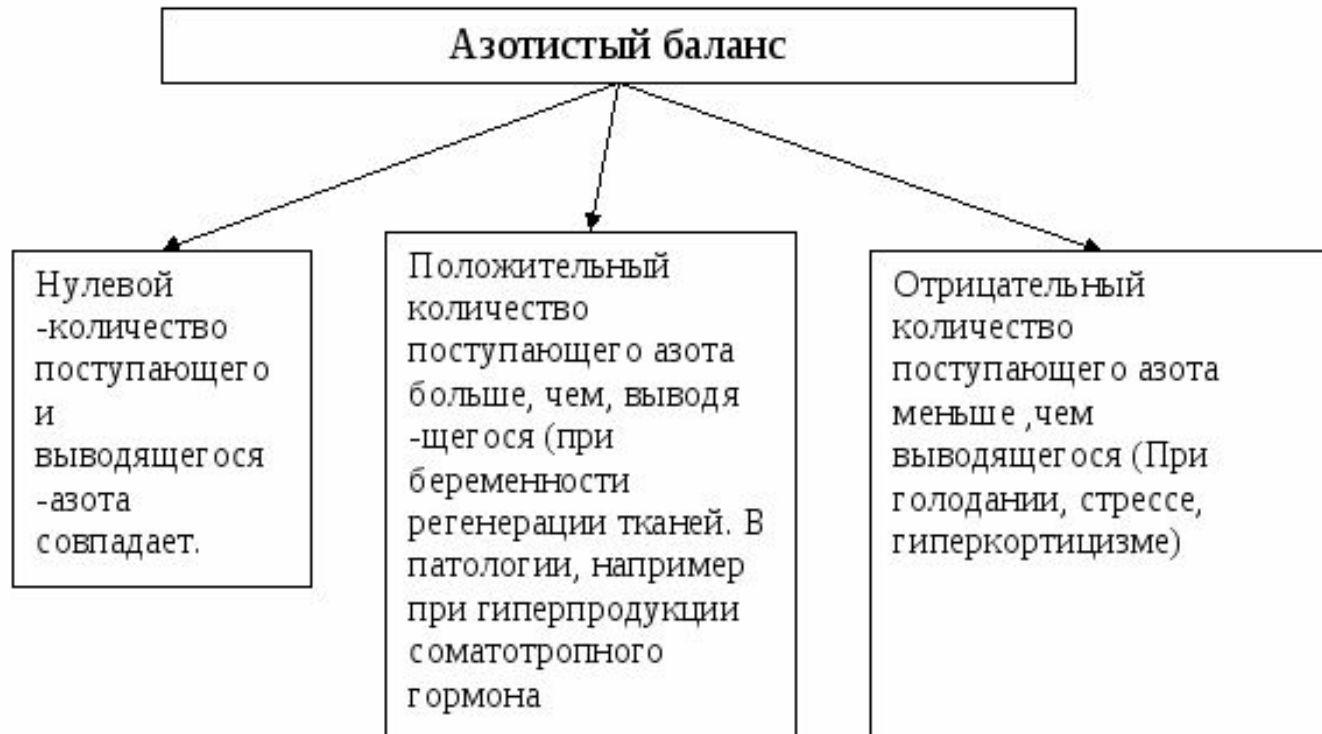 Азотистый баланс
Нулевой
-количество
поступающего
и
выводящегося
-азота
совпадает.
Положительный
количество
поступающего азота
больше, чем, выводя
-щегося (при
беременности
регенерации тканей. В
патологии, например
при гиперпродукции
соматотропного
гормона
Отрицательный
количество
поступающего азота
меньше ,чем
выводящегося (При
голодании, стрессе,
гиперкортицизме)